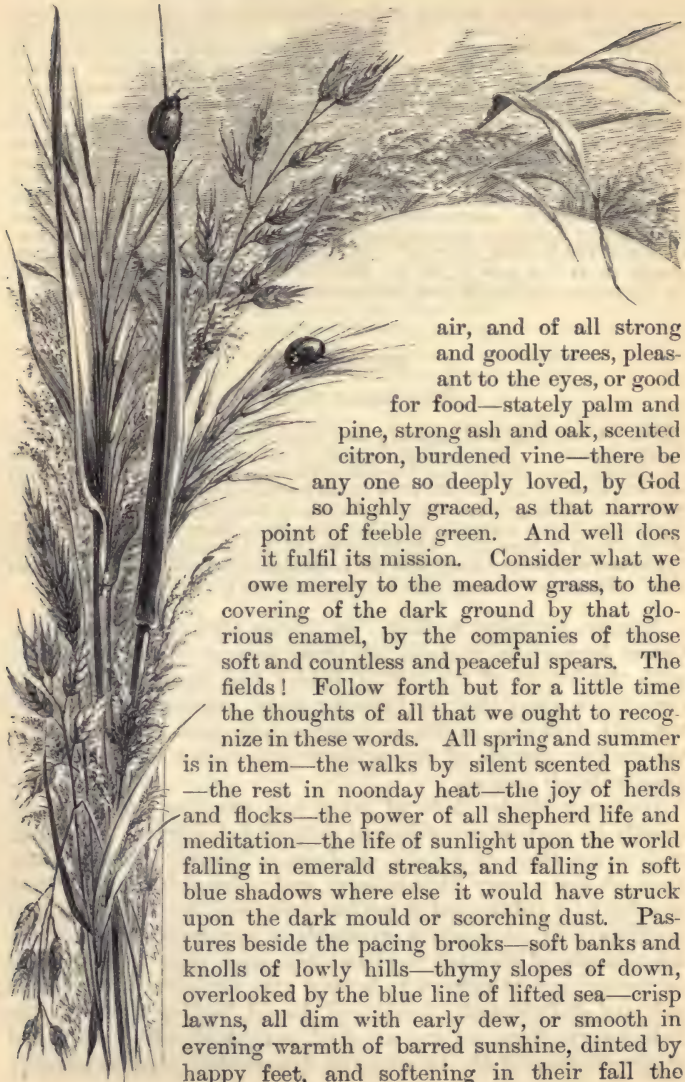 air, and of all strong
and goodly trees, pleas-
ant to the eyes, or good
for food—stately palm and
pine, strong ash and oak, scented
citron, burdened vine—there be
any one so deeply loved, by God
so highly graced, as that narrow
point of feeble green. And well does
it fulfil its mission. Consider what we
owe merely to the meadow grass, to the
covering of the dark ground by that glo-
rious enamel, by the companies of those
soft and countless and peaceful spears. The
fields! Follow forth but for a little time
the thoughts of all that we ought to recog-
nize in these words. All spring and summer
is in them—the walks by silent scented paths
—the rest in noonday heat—the joy of herds
and flocks—the power of all shepherd life and
meditation—the life of sunlight upon the world
falling in emerald streaks, and falling in soft
blue shadows where else it would have struck
upon the dark mould or scorching dust. Pas-
tures beside the pacing brooks—soft banks and
knolls of lowly hills—thymy slopes of down,
overlooked by the blue line of lifted sea—crisp
lawns, all dim with early dew, or smooth in
evening warmth of barred sunshine, dinted by
happy feet, and softening in their fall the